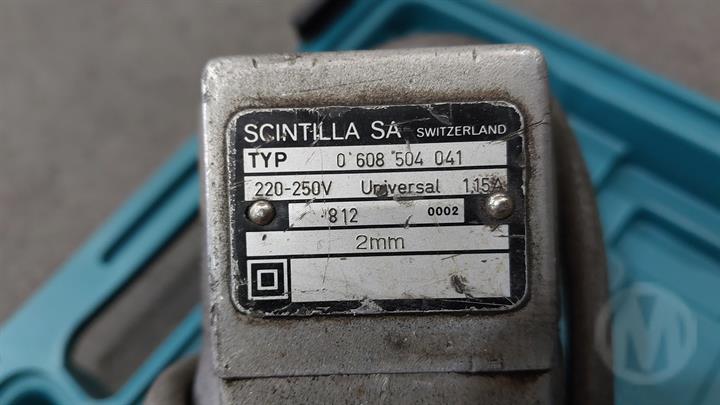 SCINTILLA SA SWITZERLAND
TYP 0 608 504 041
220-250V Universal 1,15A
812 0002
2mm
M